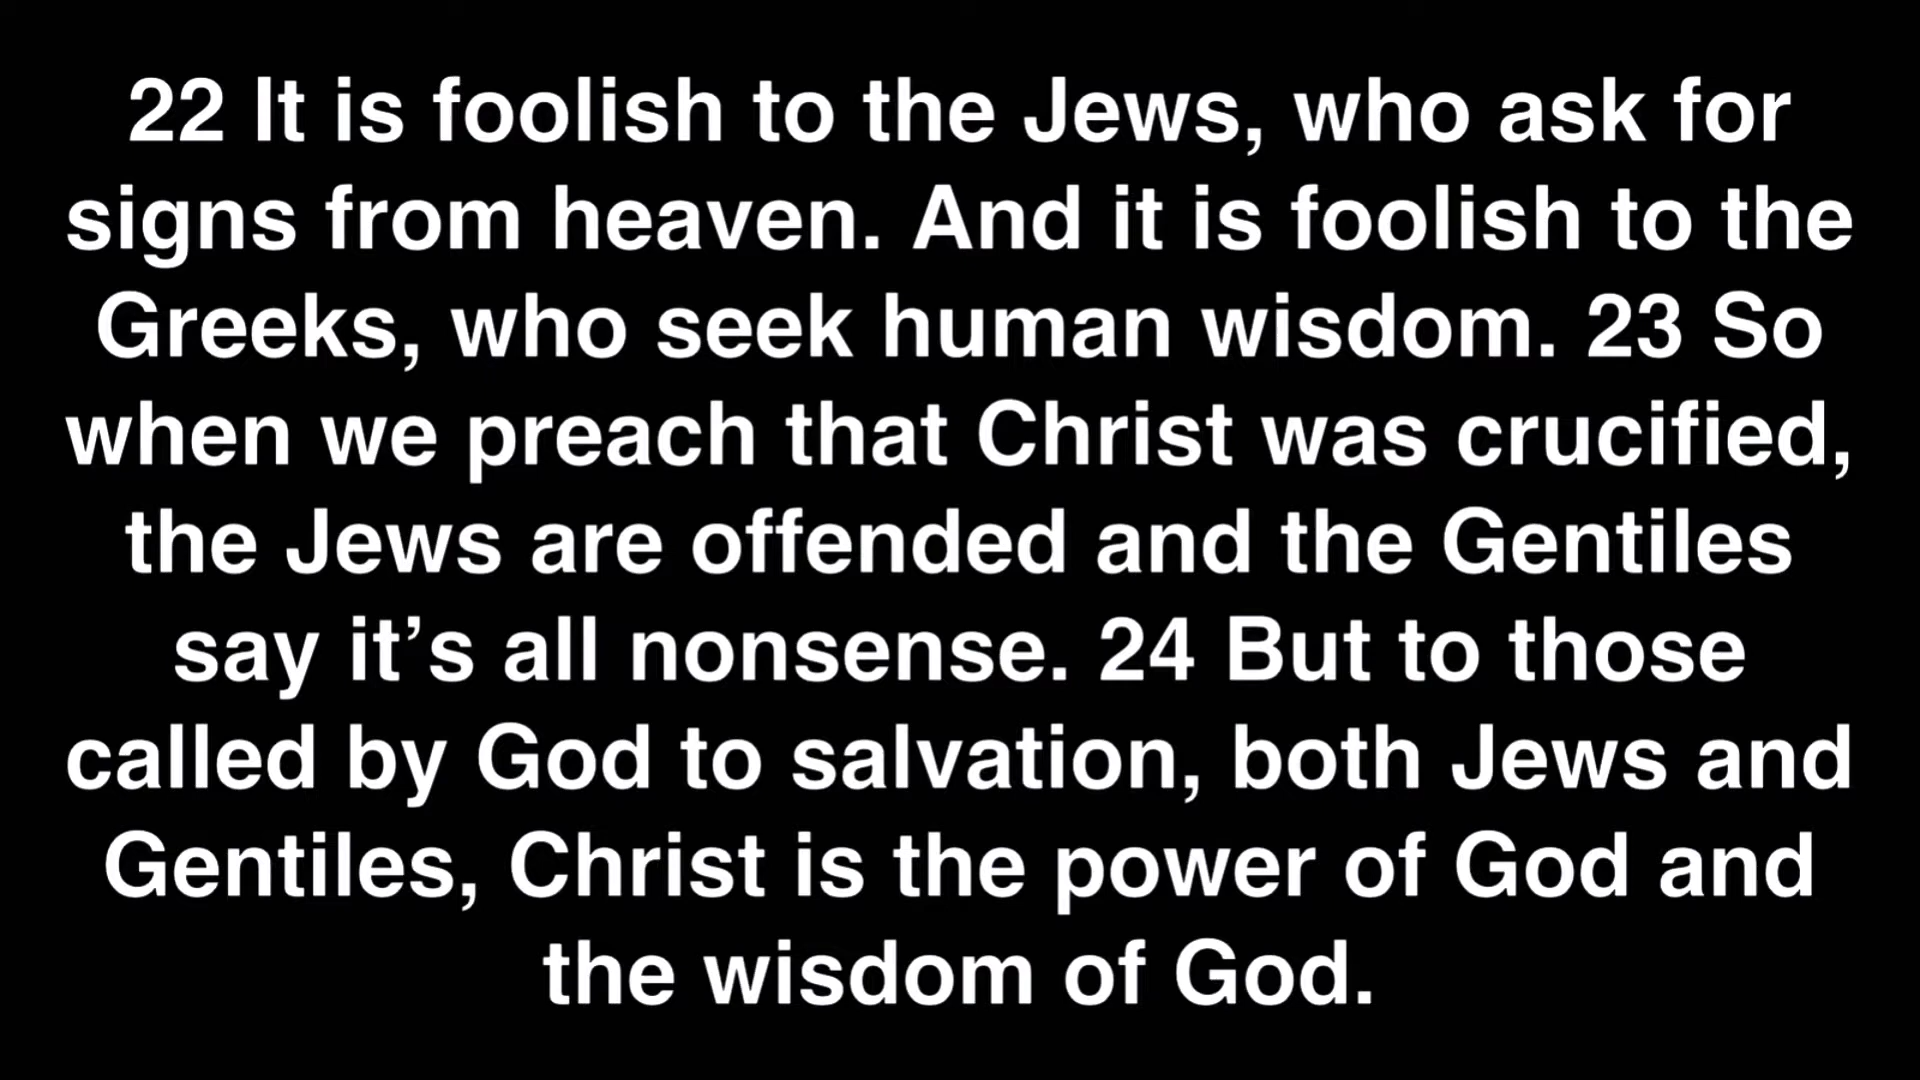 22 It is foolish to the Jews, who ask for
signs from heaven. And it is foolish to the
Greeks, who seek human wisdom. 23 So
when we preach that Christ was crucified,
the Jews are offended and the Gentiles
say it’s all nonsense. 24 But to those
called by God to salvation, both Jews and
Gentiles, Christ is the power of God and
the wisdom of God.